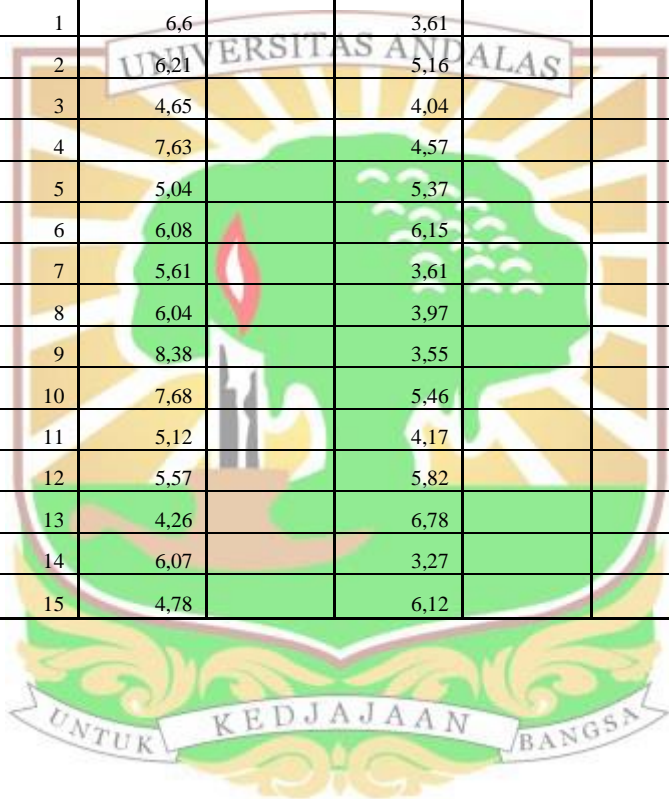 1 6,6 3,61
UNIVERSITAS ANDALAS
2 6,21 5,16
3 4,65 4,04
4 7,63 4,57
5 5,04 5,37
6 6,08 6,15
7 5,61 3,61
8 6,04 3,97
9 8,38 3,55
10 7,68 5,46
11 5,12 4,17
12 5,57 5,82
13 4,26 6,78
14 6,07 3,27
15 4,78 6,12
UNTUK KEDJAJAAN BANGSA